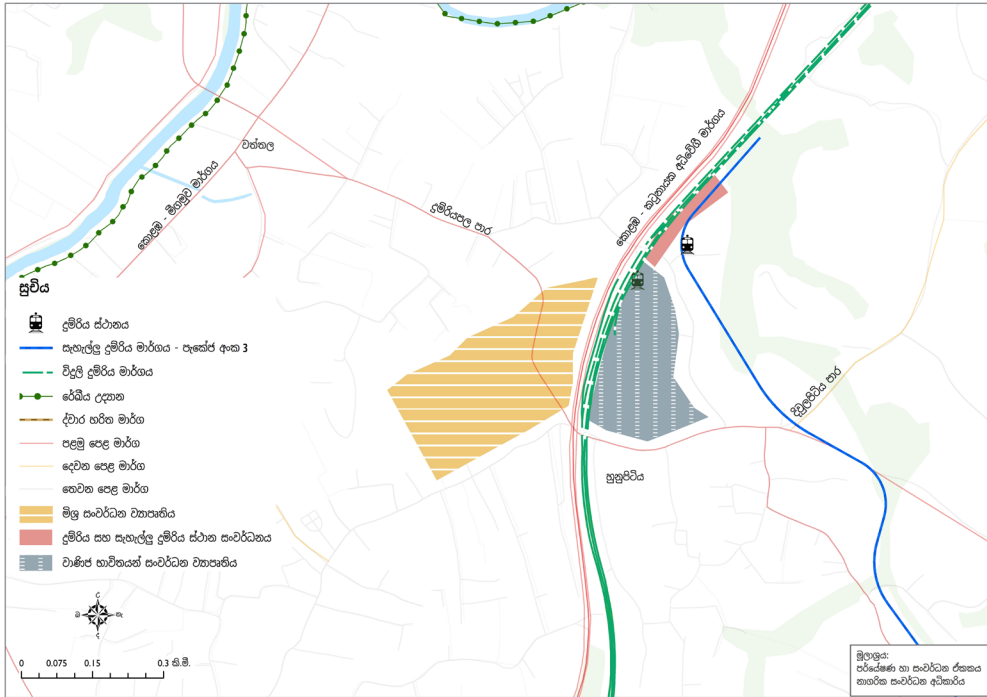 වත්තල
කොළඹ - මීගමුව මාර්ගය
දුම්රියපල පාර
කොළඹ - කටුනායක අධිවේගී මාර්ගය
දිවුලපිටිය පාර
හුනුපිටිය
සූචිය
දුම්රිය ස්ථානය
සැහැල්ලු දුම්රිය මාර්ගය - පැකේජ අංක 3
විදුලි දුම්රිය මාර්ගය
රේඛීය උද්‍යාන
ද්වාර හරිත මාර්ග
පළමු පෙළ මාර්ග
දෙවන පෙළ මාර්ග
තෙවන පෙළ මාර්ග
මිශ්‍ර සංවර්ධන ව්‍යාපෘතිය
දුම්රිය සහ සැහැල්ලු දුම්රිය ස්ථාන සංවර්ධනය
වාණිජ භාවිතයන් සංවර්ධන ව්‍යාපෘතිය
0 0.075 0.15 0.3 කි.මී.
මූලාශ්‍රය:
පර්යේෂණ හා සංවර්ධන ඒකකය
නාගරික සංවර්ධන අධිකාරිය